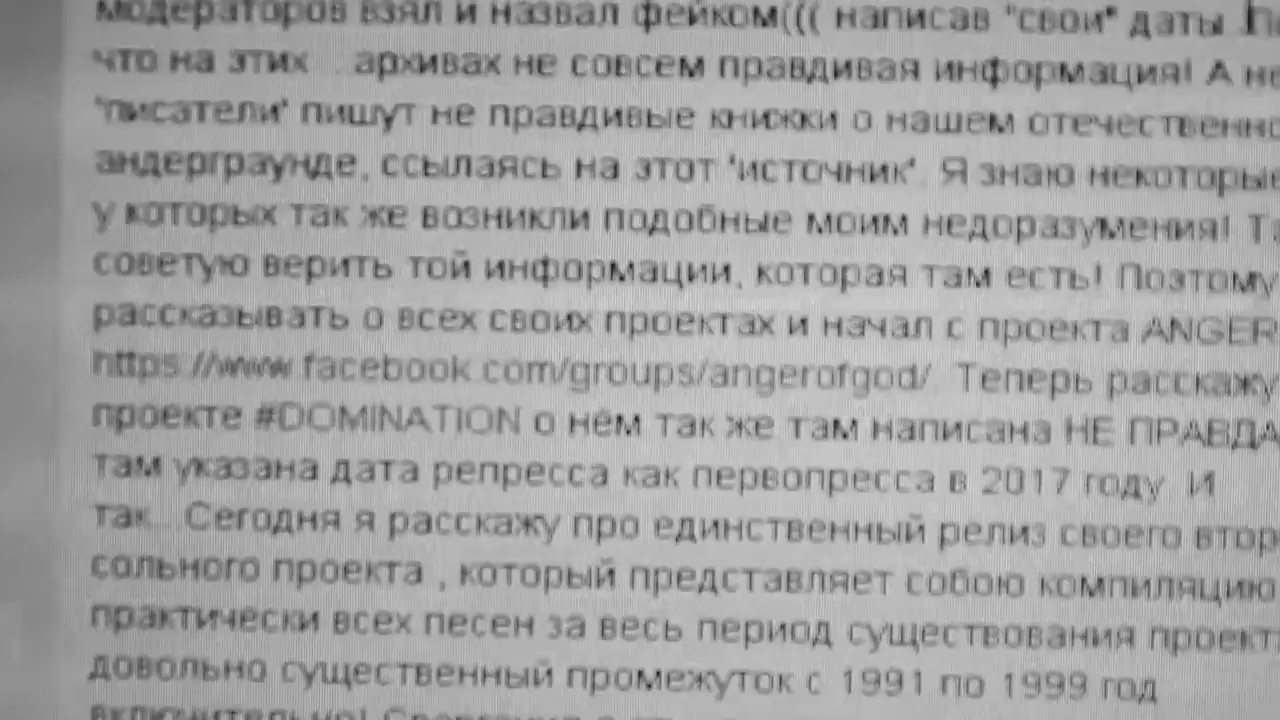 модераторов взял и назвал фейком((( написав "свои" даты
что на этих .. архивах не совсем правдивая информация! А
'писатели' пишут не правдивые книжки о нашем отечественно
андерграунде, ссылаясь на этот 'источник'. Я знаю некоторые
у которых так же возникли подобные моим недоразумения!
советую верить той информации, которая там есть! Поэтому
рассказывать о всех своих проектах и начал с проекта ANGER
https://www.facebook.com/groups/angerofgod/. Теперь расскажу
проекте #DOMINATION о нём так же там написана НЕ ПРАВДА
там указана дата репресса как первопресса в 2017 году. И
так.. Сегодня я расскажу про единственный релиз своего втор
сольного проекта , который представляет собою компиляцию
практически всех песен за весь период существования проект
довольно существенный промежуток с 1991 по 1999 год
включительно!